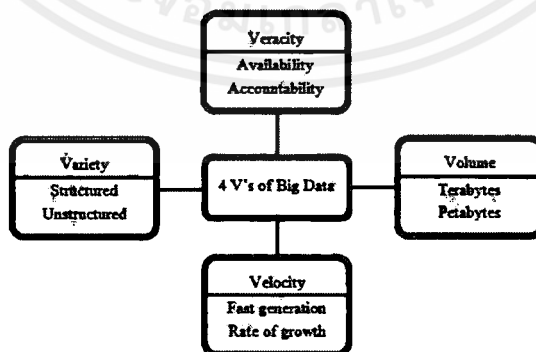 Veracity
Availability
Accountability
Variety
Structured
Unstructured
4 V's of Big Data
Volume
Terabytes
Petabytes
Velocity
Fast generation
Rate of growth